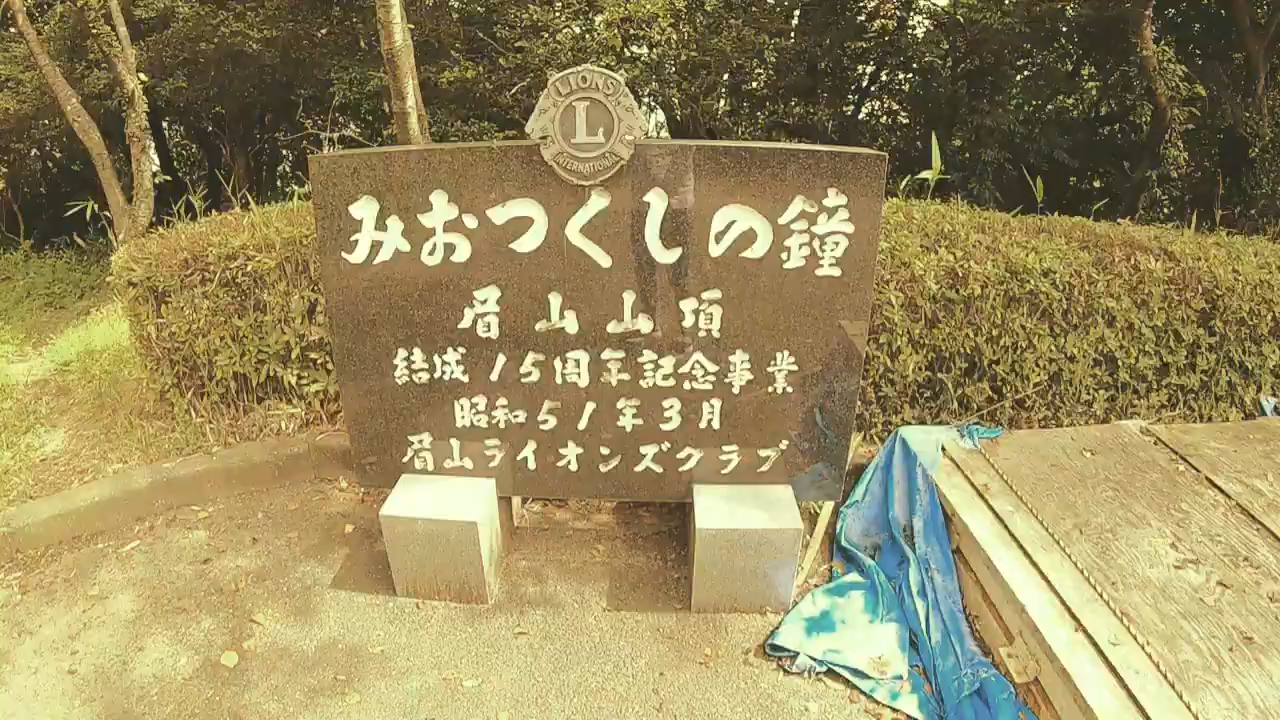 LIONS
L
INTERNATIONAL
みおつくしの鐘
眉山山頂
結成15周年記念事業
昭和51年3月
眉山ライオンズクラブ